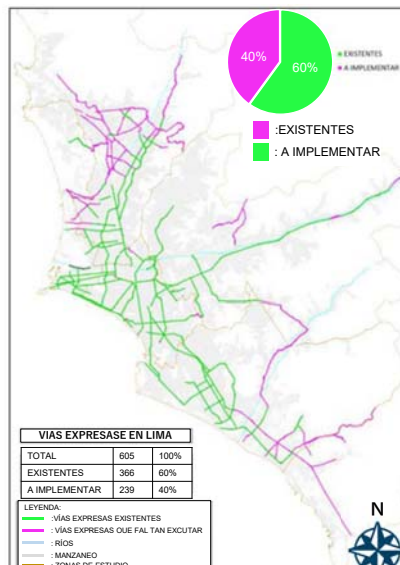 40%
60%
EXISTENTES
A IMPLEMENTAR
:EXISTENTES
: A IMPLEMENTAR
VIAS EXPRESASE EN LIMA
TOTAL 605 100%
EXISTENTES 366 60%
A IMPLEMENTAR 239 40%
LEYENDA:
:VÍAS EXPRESAS EXISTENTES
: VÍAS EXPRESAS QUE FAL TAN EXCUTAR
: RÍOS
: MANZANEO
: ZONAS DE ESTUDIO
N